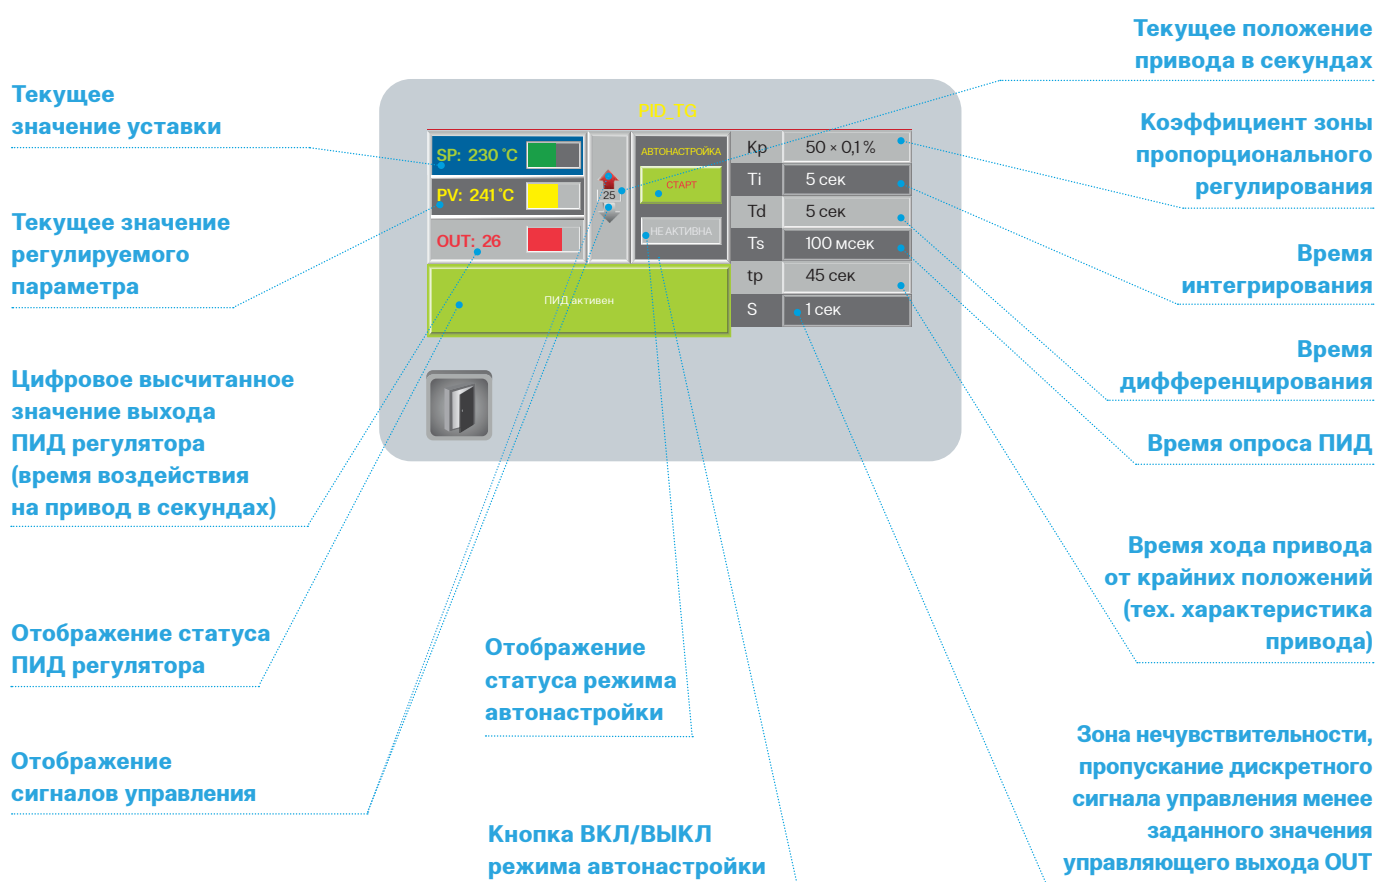 Текущее положение
привода в секундах
Текущее
значение уставки
Коэффициент зоны
пропорционального
регулирования
Текущее значение
регулируемого
параметра
Время
интегрирования
Время
дифференцирования
Цифровое высчитанное
значение выхода
ПИД регулятора
(время воздействия
на привод в секундах)
Время опроса ПИД
Время хода привода
от крайних положений
(тех. характеристика
привода)
Отображение статуса
ПИД регулятора
Отображение
статуса режима
автонастройки
Отображение
сигналов управления
Зона нечувствительности,
пропускание дискретного
сигнала управления менее
заданного значения
управляющего выхода OUT
Кнопка ВКЛ/ВЫКЛ
режима автонастройки
PID_TG
SP: 230 °C
PV: 241 °C
OUT: 26
25
АВТОНАСТРОЙКА
СТАРТ
НЕ АКТИВНА
ПИД активен
Kp 50 × 0,1 %
Ti 5 сек
Td 5 сек
Ts 100 мсек
tp 45 сек
S 1 сек